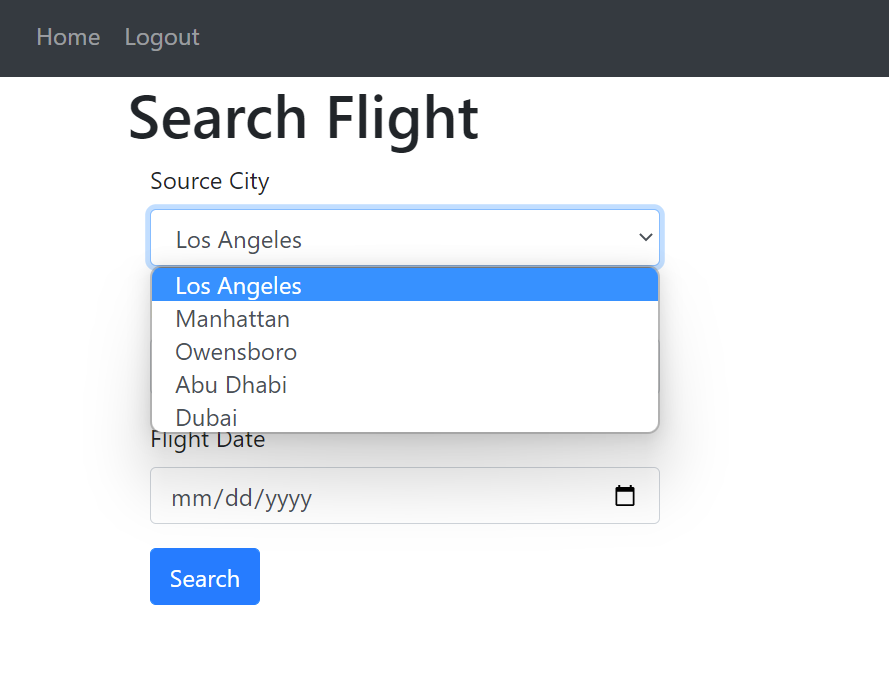 Home Logout
Search Flight
Source City
Los Angeles
Los Angeles
Manhattan
Owensboro
Abu Dhabi
Dubai
Flight Date
mm/dd/yyyy
Search